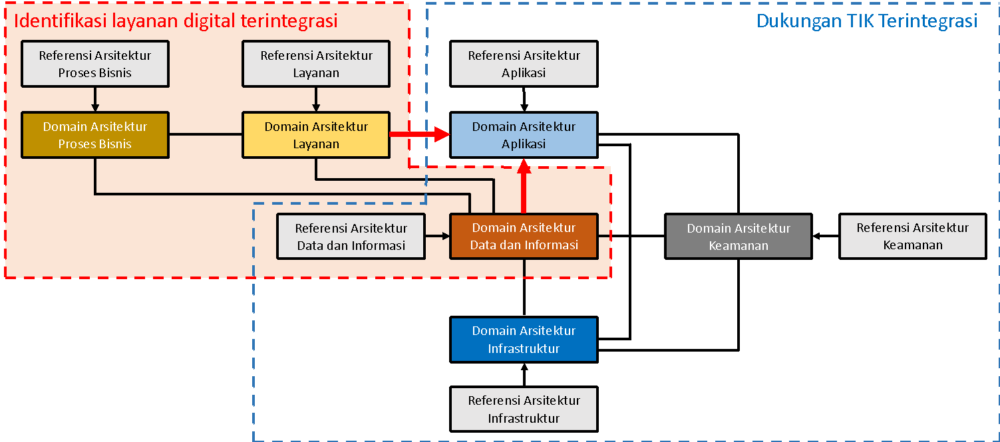 Identifikasi layanan digital terintegrasi
Dukungan TIK Terintegrasi
Referensi Arsitektur
Proses Bisnis
Referensi Arsitektur
Layanan
Referensi Arsitektur
Aplikasi
Domain Arsitektur
Proses Bisnis
Domain Arsitektur
Layanan
Domain Arsitektur
Aplikasi
Referensi Arsitektur
Data dan Informasi
Domain Arsitektur
Data dan Informasi
Domain Arsitektur
Keamanan
Referensi Arsitektur
Keamanan
Domain Arsitektur
Infrastruktur
Referensi Arsitektur
Infrastruktur